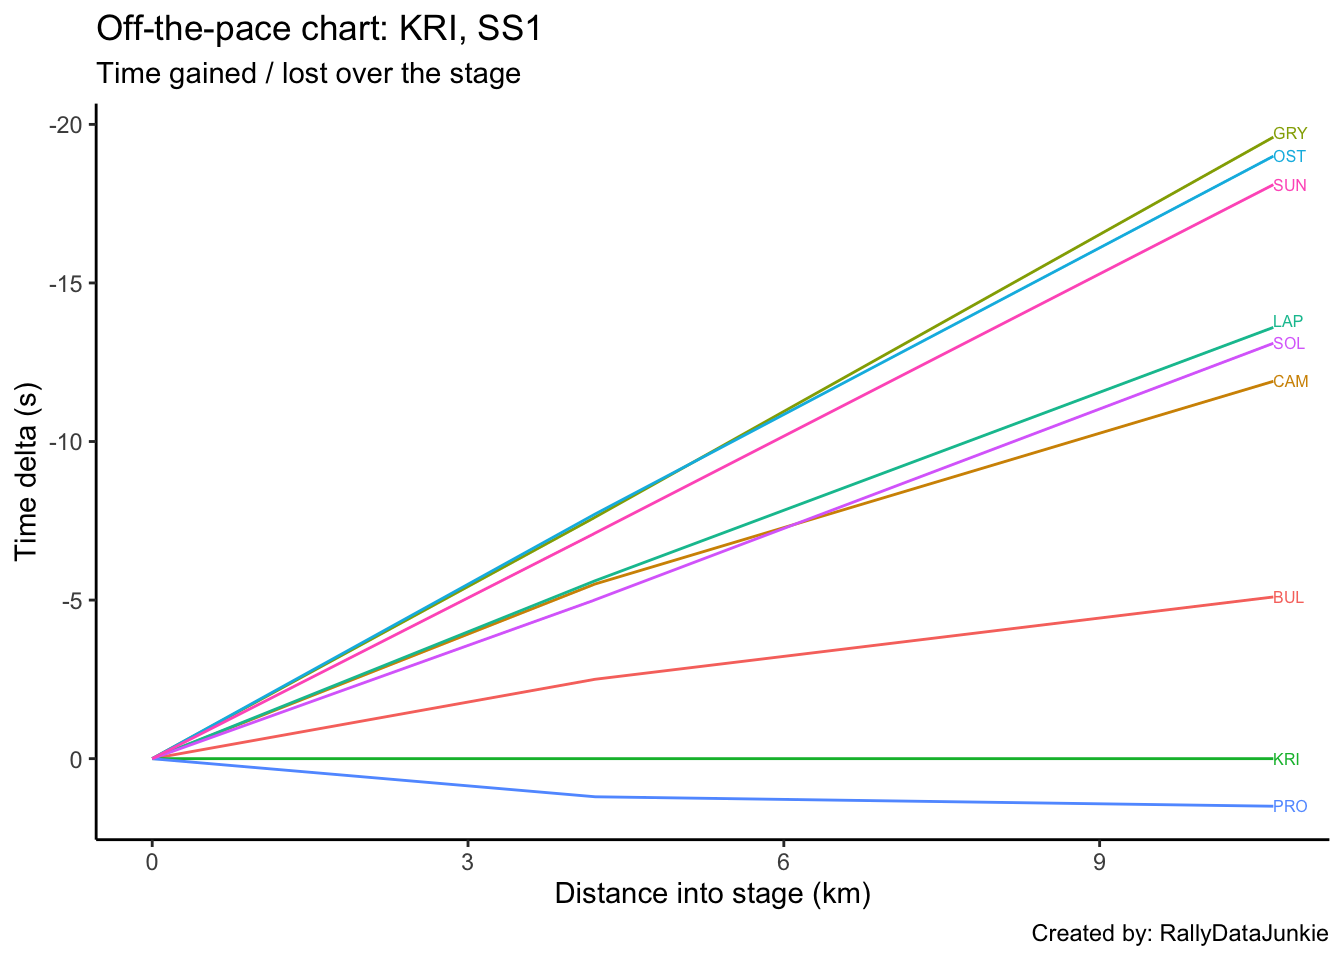 Off-the-pace chart: KRI, SS1
Time gained / lost over the stage
-20
-15
-10
-5
0
Time delta (s)
GRY
OST
SUN
LAP
SOL
CAM
BUL
KRI
PRO
0 3 6 9
Distance into stage (km)
Created by: RallyDataJunkie